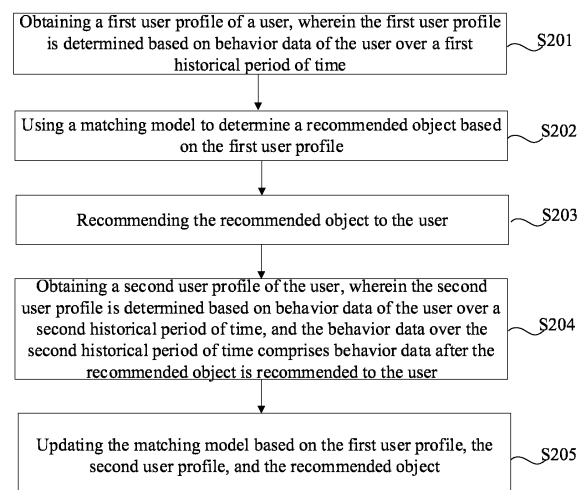 Obtaining a first user profile of a user, wherein the first user profile
is determined based on behavior data of the user over a first
historical period of time
S201
Using a matching model to determine a recommended object based
on the first user profile
S202
Recommending the recommended object to the user
S203
Obtaining a second user profile of the user, wherein the second
user profile is determined based on behavior data of the user over a
second historical period of time, and the behavior data over the
second historical period of time comprises behavior data after the
recommended object is recommended to the user
S204
Updating the matching model based on the first user profile, the
second user profile, and the recommended object
S205